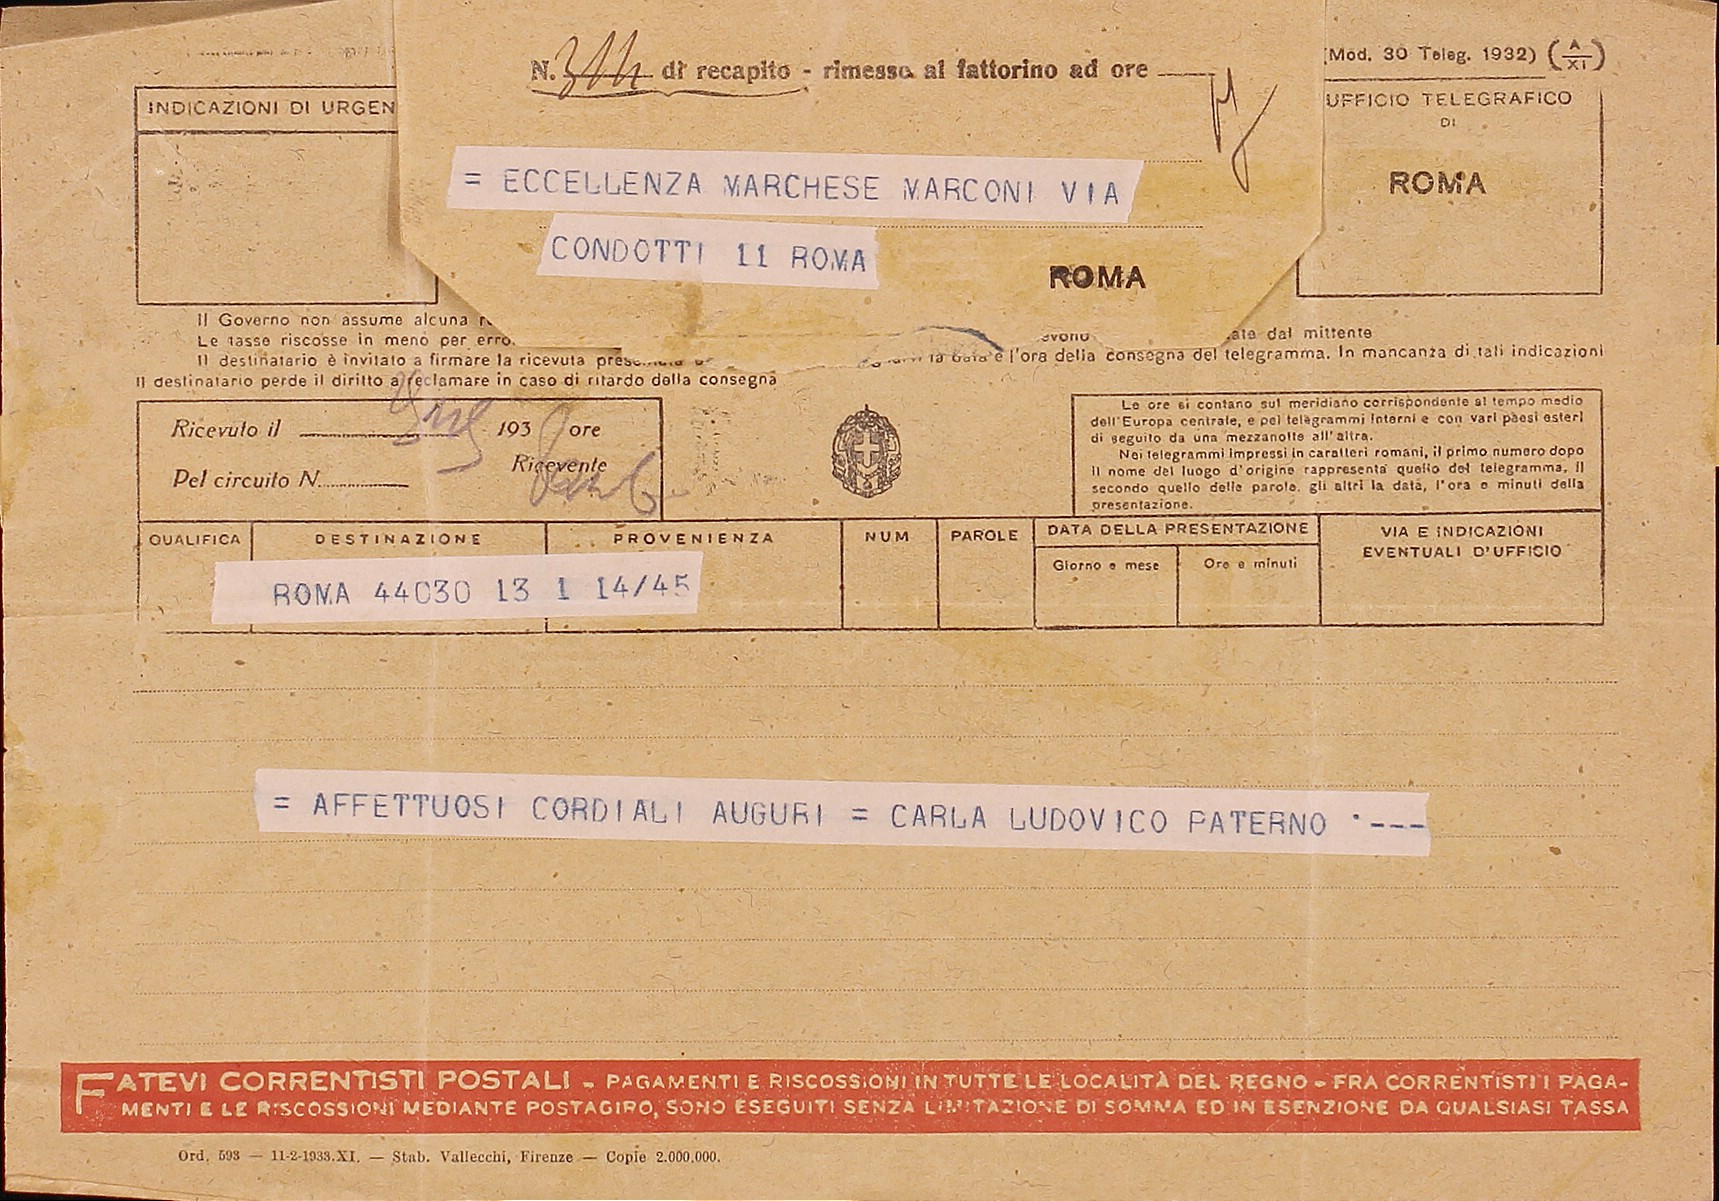 N. di recapito - rimesso al fattorino ad ore
(Mod. 30 Teleg. 1932) (A/XI)
INDICAZIONI DI URGEN
UFFICIO TELEGRAFICO
DI
ROMA
= ECCELLENZA MARCHESE MARCONI VIA
CONDOTTI 11 ROMA
ROMA
Il Governo non assume alcuna
Le tasse riscosse in meno per
dal mittente
Il destinatario è invitato a firmare la ricevuta la data e l'ora della consegna del telegramma. In mancanza di tali indicazioni
Il destinatario perde il diritto a reclamare in caso di ritardo della consegna
Ricevuto il 193 ore
Pel circuito N. Ricevente
Le ore si contano sul meridiano corrispondente al tempo medio
dell'Europa centrale, e pei telegrammi interni e con vari paesi esteri
di seguito da una mezzanotte all'altra.
Nei telegrammi impressi in caratteri romani, il primo numero dopo
il nome del luogo d'origine rappresenta quello del telegramma, il
secondo quello delle parole, gli altri la data, l'ora e minuti della
presentazione.
QUALIFICA DESTINAZIONE PROVENIENZA NUM PAROLE DATA DELLA PRESENTAZIONE VIA E INDICAZIONI
EVENTUALI D'UFFICIO
Giorno e mese Ore e minuti
ROMA 44030 13 1 14/45
= AFFETTUOSI CORDIALI AUGURI = CARLA LUDOVICO PATERNO ·---
FATEVI CORRENTISTI POSTALI - PAGAMENTI E RISCOSSIONI IN TUTTE LE LOCALITÀ DEL REGNO - FRA CORRENTISTI I PAGA-
MENTI E LE RISCOSSIONI MEDIANTE POSTAGIRO, SONO ESEGUITI SENZA LIMITAZIONE DI SOMMA ED IN ESENZIONE DA QUALSIASI TASSA
Ord. 593 — 11-2-1933.XI. — Stab. Vallecchi, Firenze — Copie 2.000.000.